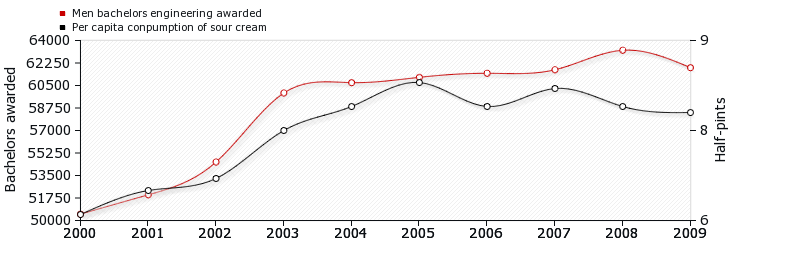 Men bachelors engineering awarded
Per capita conpumption of sour cream
64000
62250
60500
58750
57000
55250
53500
51750
50000
Bachelors awarded
9
8
6
Half-pints
2000 2001 2002 2003 2004 2005 2006 2007 2008 2009